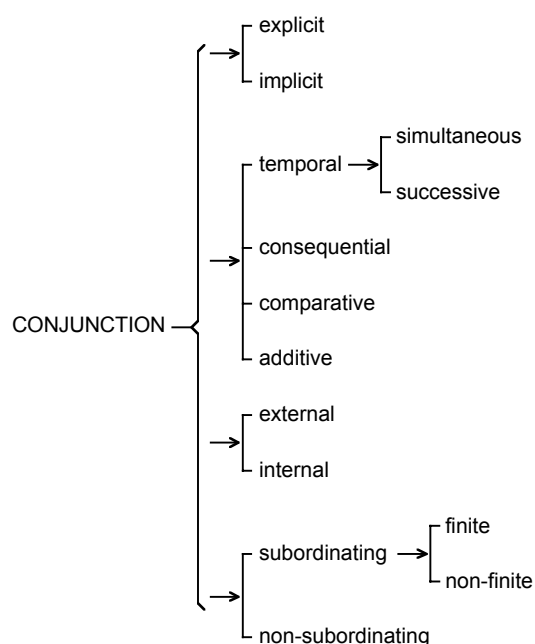 explicit
implicit
simultaneous
temporal
successive
consequential
CONJUNCTION
comparative
additive
external
internal
finite
subordinating
non-finite
non-subordinating